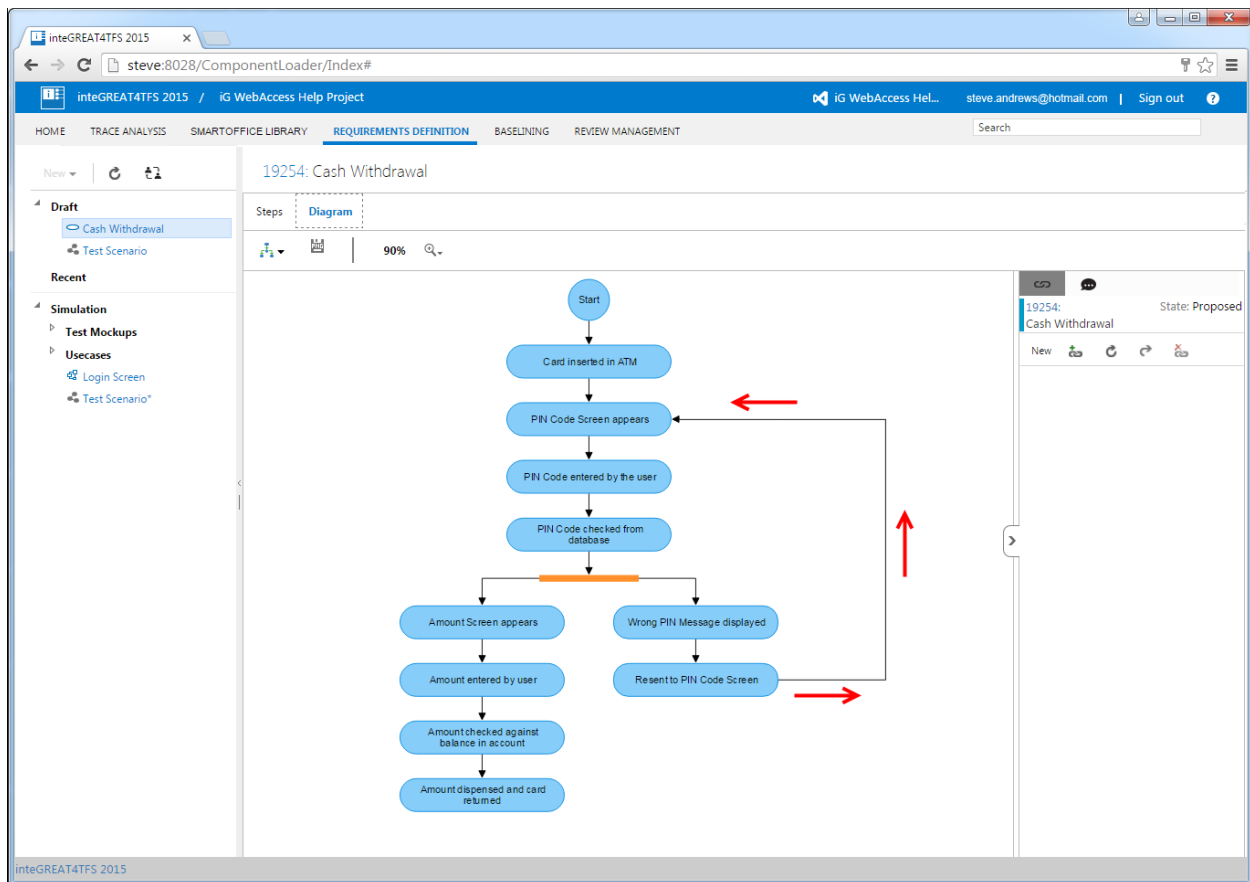 inteGREAT4TFS 2015
steve:8028/ComponentLoader/Index#
inteGREAT4TFS 2015 / iG WebAccess Help Project
iG WebAccess Hel... steve.andrews@hotmail.com | Sign out ?
HOME TRACE ANALYSIS SMARTOFFICE LIBRARY REQUIREMENTS DEFINITION BASELINING REVIEW MANAGEMENT
Search
New
19254: Cash Withdrawal
Draft
Cash Withdrawal
Test Scenario
Recent
Simulation
Test Mockups
Usecases
Login Screen
Test Scenario*
Steps Diagram
90%
Start
Card inserted in ATM
PIN Code Screen appears
PIN Code entered by the user
PIN Code checked from
database
Amount Screen appears
Wrong PIN Message displayed
Amount entered by user
Resent to PIN Code Screen
Amount checked against
balance in account
Amount dispensed and card
returned
19254: State: Proposed
Cash Withdrawal
New
inteGREAT4TFS 2015